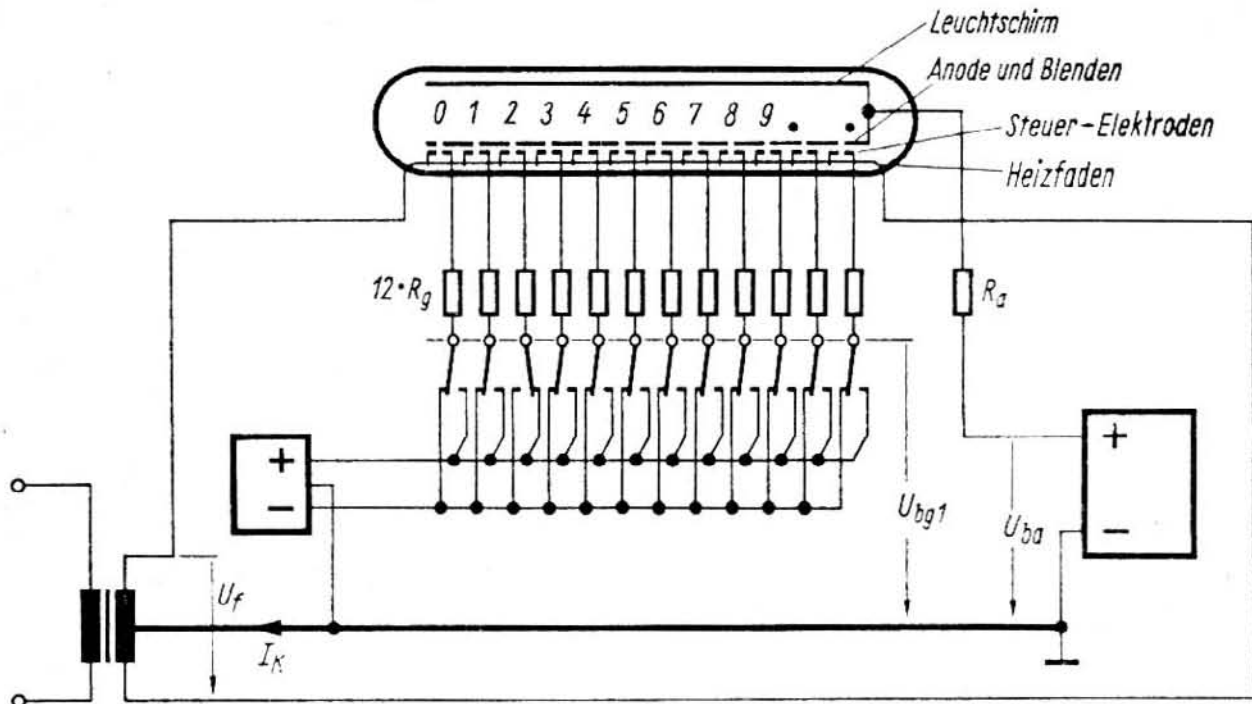 Leuchtschirm
Anode und Blenden
0 1 2 3 4 5 6 7 8 9
Steuer-Elektroden
Heizfaden
12·Rg
Ra
+
+
−
Ubg1
Uba
−
Uf
IK